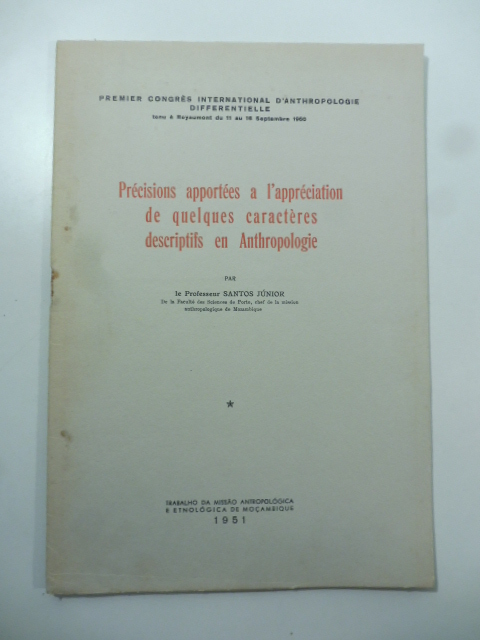 PREMIER CONGRÈS INTERNATIONAL D'ANTHROPOLOGIE
DIFFERENTIELLE
tenu à Royaumont du 11 au 16 Septembre 1950
Précisions apportées a l'appréciation
de quelques caractères
descriptifs en Anthropologie
PAR
le Professeur SANTOS JÚNIOR
De la Faculté des Sciences de Porto, chef de la mission
anthropologique de Mozambique
*
TRABALHO DA MISSÃO ANTROPOLÓGICA
E ETNOLÓGICA DE MOÇAMBIQUE
1951